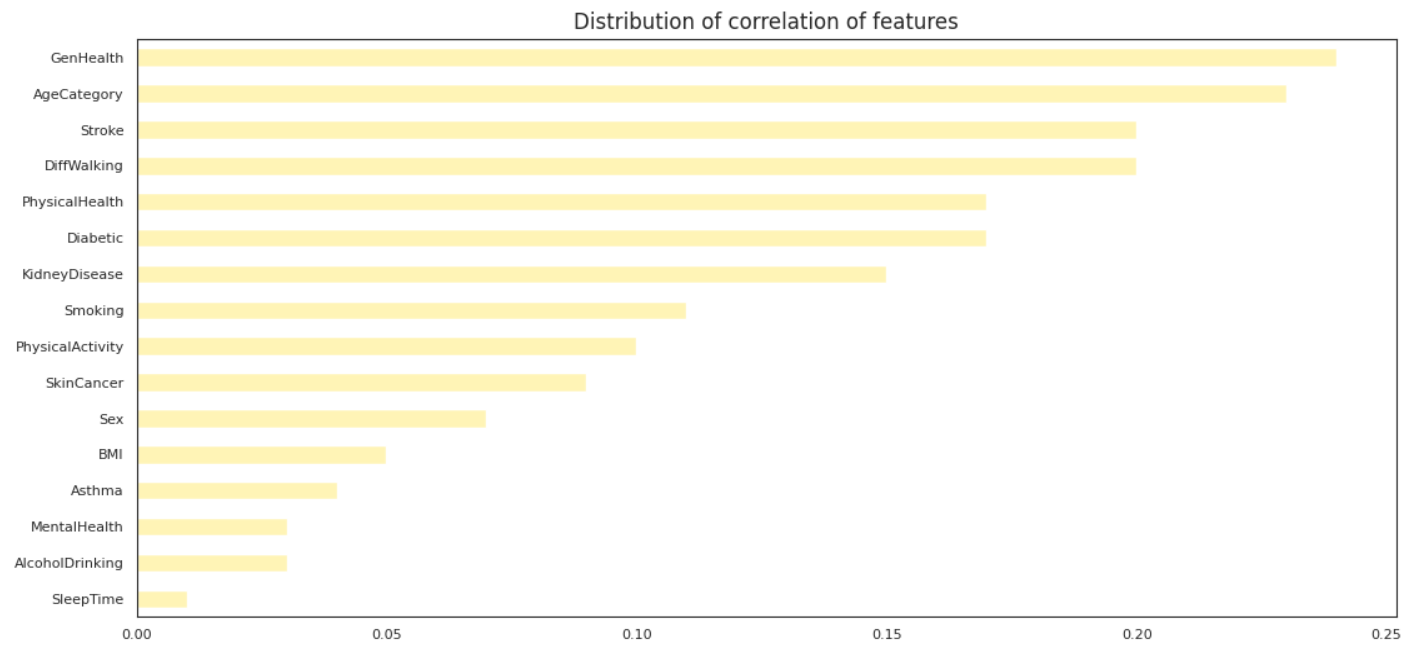 Distribution of correlation of features
GenHealth
AgeCategory
Stroke
DiffWalking
PhysicalHealth
Diabetic
KidneyDisease
Smoking
PhysicalActivity
SkinCancer
Sex
BMI
Asthma
MentalHealth
AlcoholDrinking
SleepTime
0.00 0.05 0.10 0.15 0.20 0.25